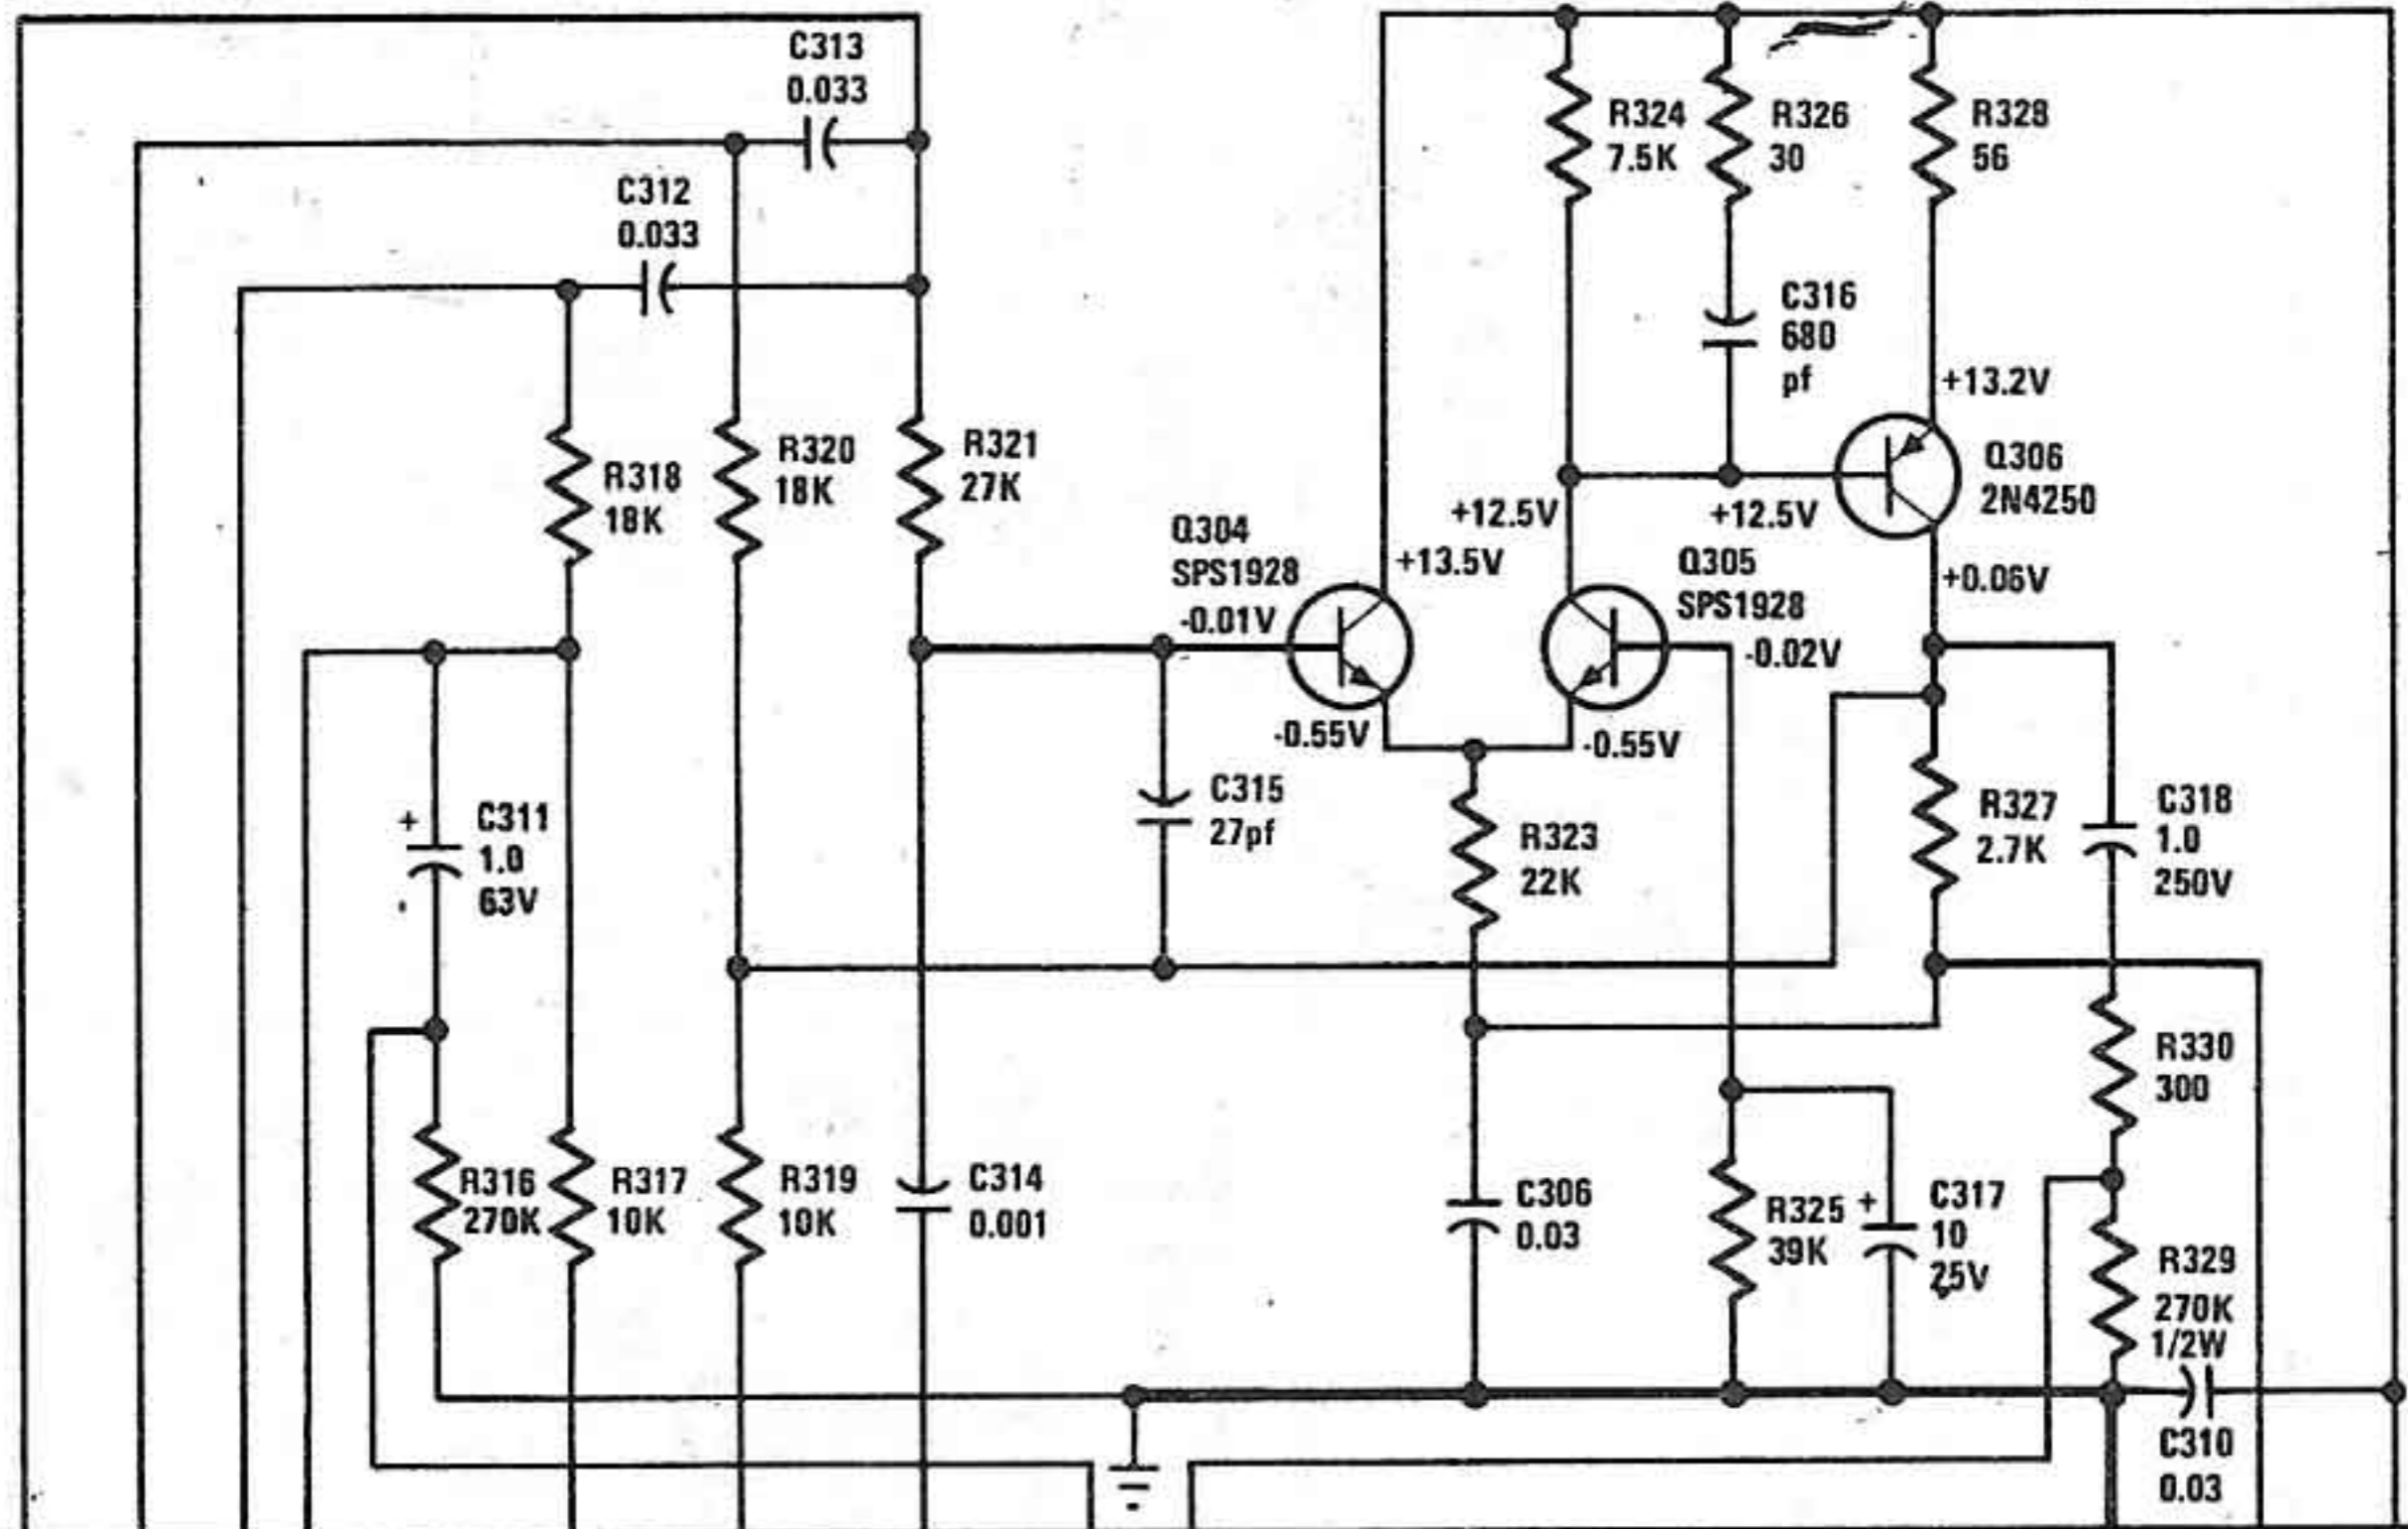 C313
0.033
C312
0.033
R324
7.5K
R326
30
R328
56
C316
680
pf
+13.2V
R318
18K
R320
18K
R321
27K
Q306
2N4250
+12.5V
+12.5V
Q304
SPS1928
-0.01V
+13.5V
Q305
SPS1928
-0.02V
+0.06V
-0.55V
-0.55V
+
C311
1.0
63V
C315
27pf
R323
22K
R327
2.7K
C318
1.0
250V
R330
300
R316
270K
R317
10K
R319
10K
C314
0.001
C306
0.03
R325
39K
+
C317
10
25V
R329
270K
1/2W
C310
0.03